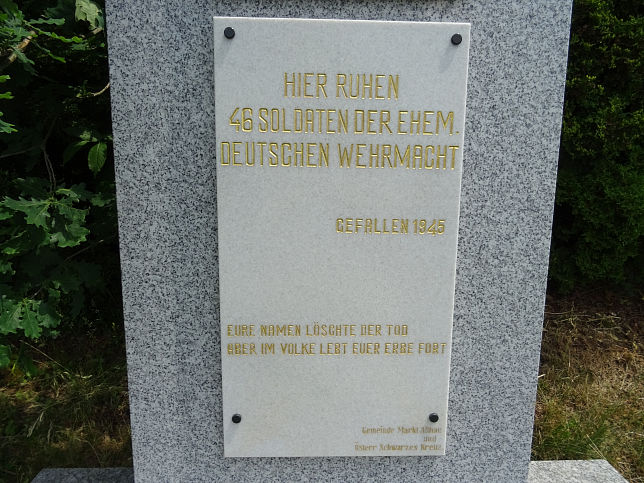 HIER RUHEN
46 SOLDATEN DER EHEM.
DEUTSCHEN WEHRMACHT
GEFALLEN 1945
EURE NAMEN LÖSCHTE DER TOD
ABER IM VOLKE LEBT EUER ERBE FORT
Gemeinde Markt Allhau
und
Österr Schwarzes Kreuz